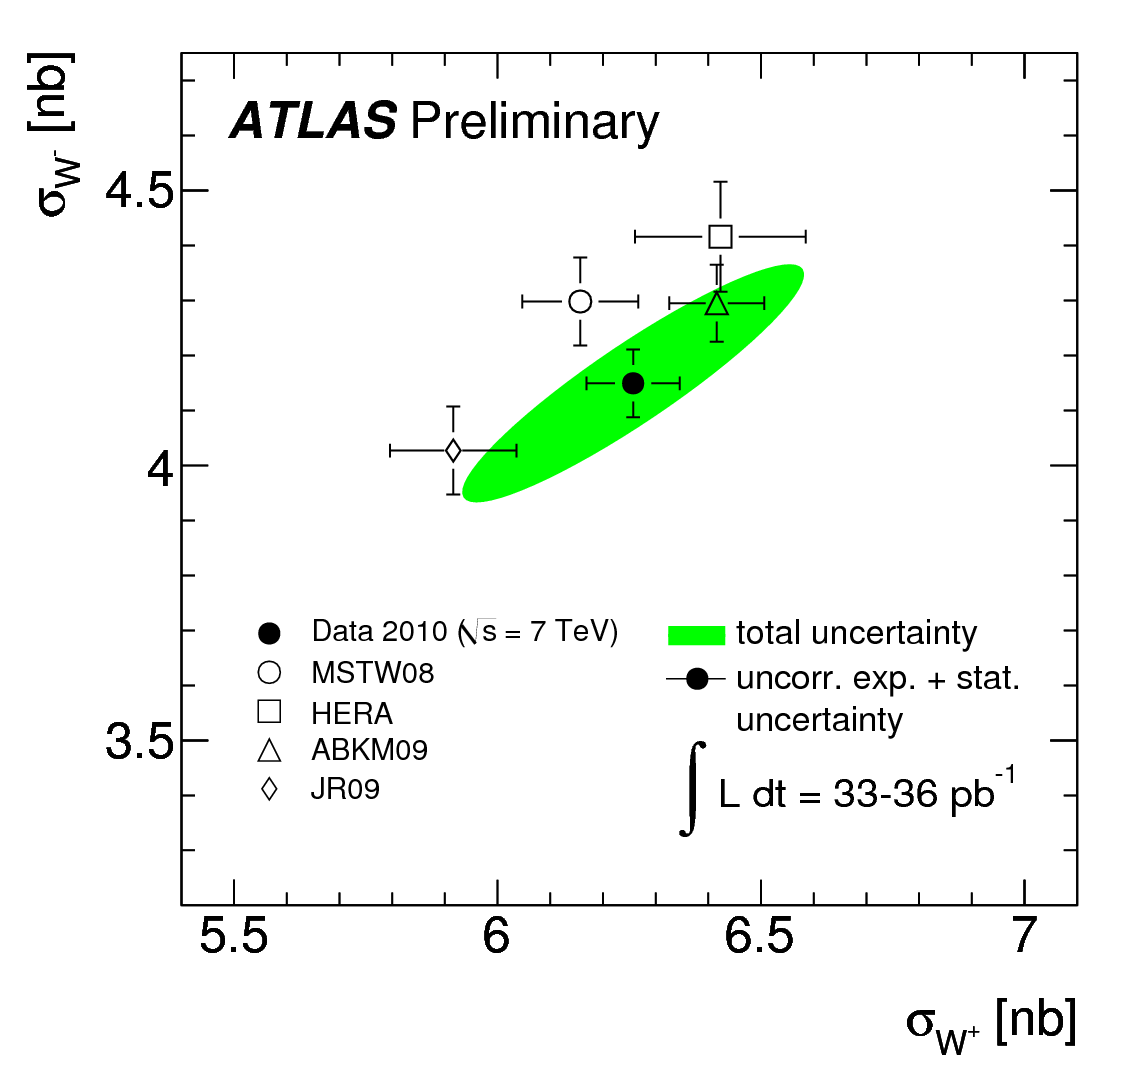 σW- [nb]
ATLAS Preliminary
4.5
4
3.5
Data 2010 (√s = 7 TeV)
MSTW08
HERA
ABKM09
JR09
total uncertainty
uncorr. exp. + stat.
uncertainty
∫ L dt = 33-36 pb-1
5.5 6 6.5 7
σW+ [nb]